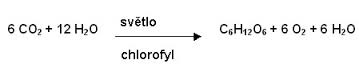 6 CO₂ + 12 H₂O světlo chlorofyl C₆H₁₂O₆ + 6 O₂ + 6 H₂O